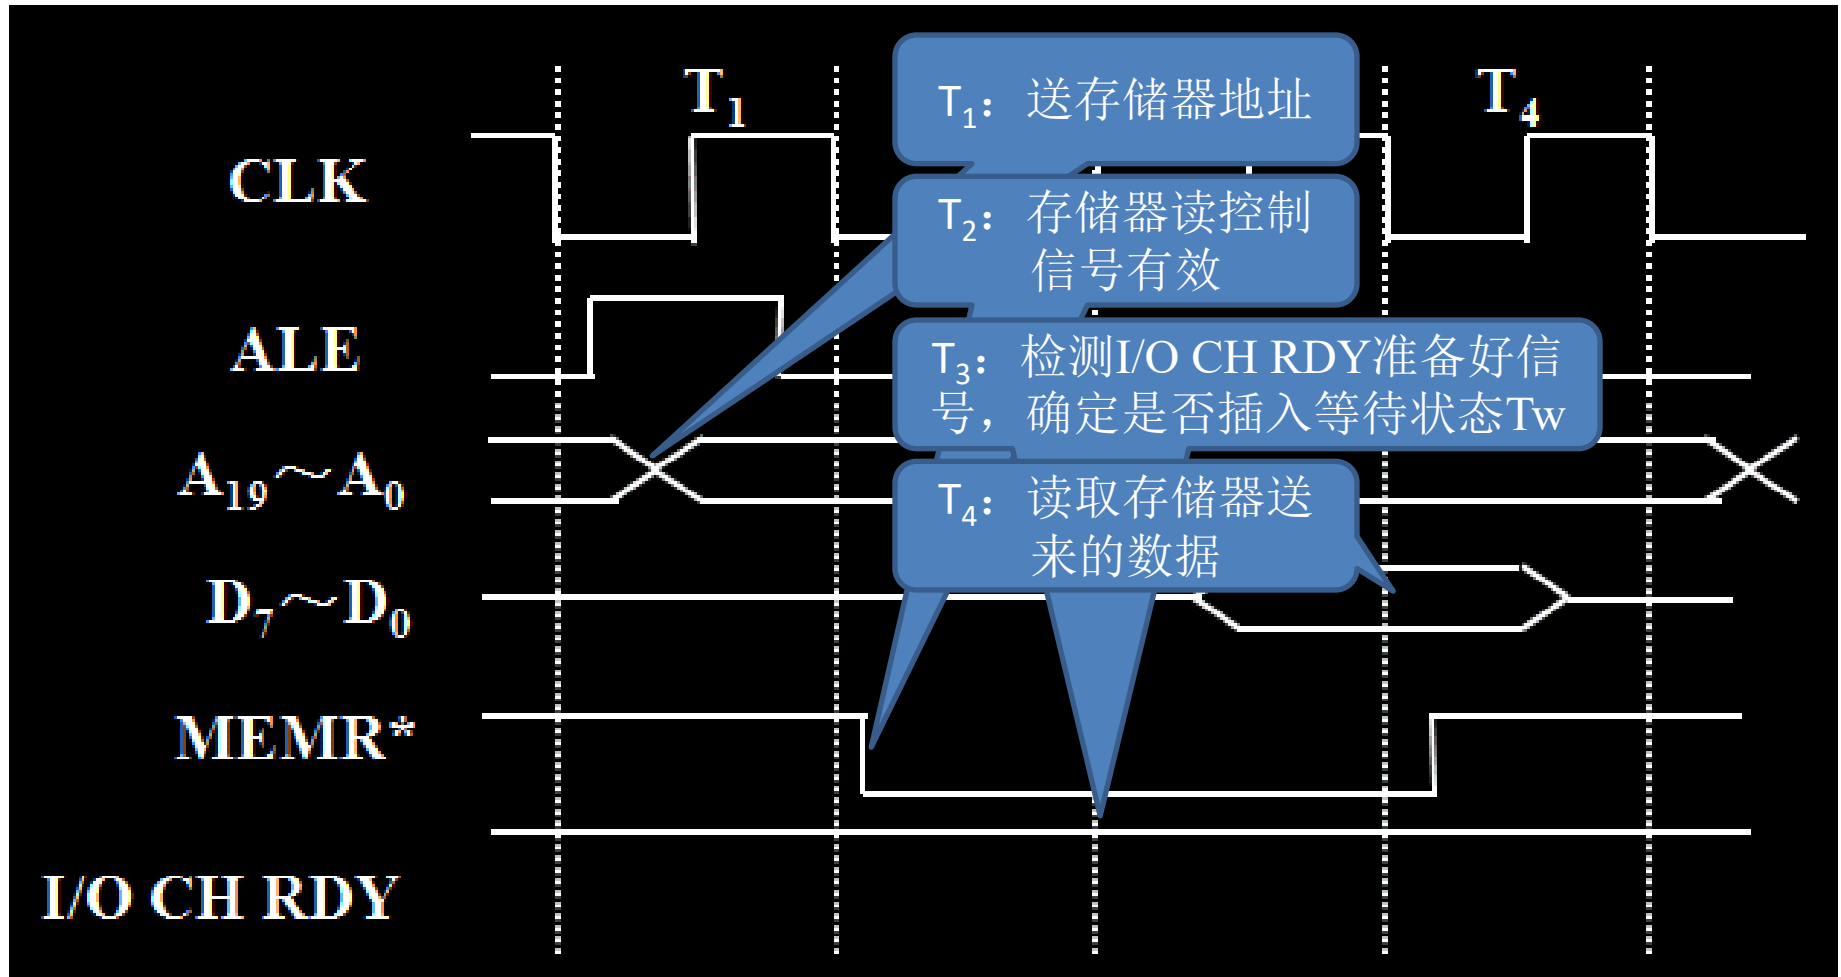 T₁
T₄
CLK
ALE
A₁₉～A₀
D₇～D₀
MEMR*
I/O CH RDY
T₁：送存储器地址
T₂：存储器读控制
信号有效
T₃：检测I/O CH RDY准备好信
号，确定是否插入等待状态Tw
T₄：读取存储器送
来的数据